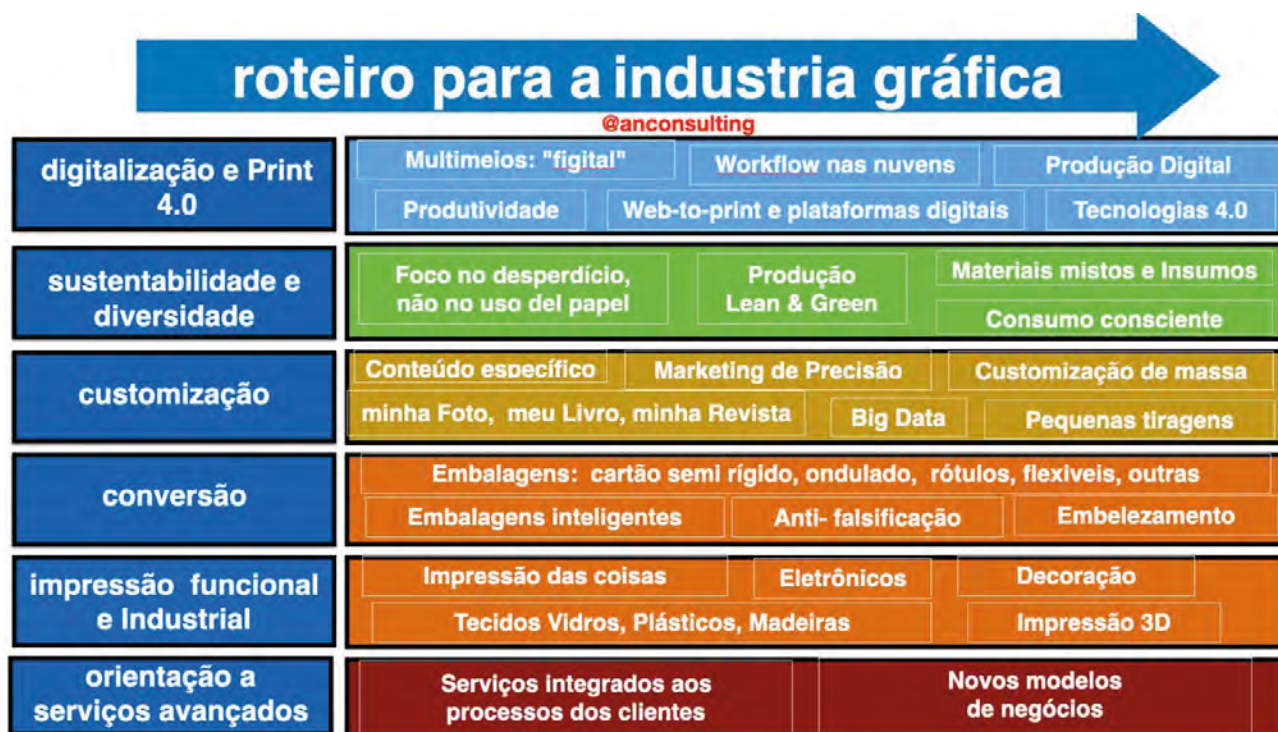 roteiro para a industria gráfica
@anconsulting
digitalização e Print
4.0
Multimeios: "figital"
Workflow nas nuvens
Produção Digital
Produtividade
Web-to-print e plataformas digitais
Tecnologias 4.0
sustentabilidade e
diversidade
Foco no desperdício,
não no uso del papel
Produção
Lean & Green
Materiais mistos e Insumos
Consumo consciente
customização
Conteúdo específico
Marketing de Precisão
Customização de massa
minha Foto, meu Livro, minha Revista
Big Data
Pequenas tiragens
conversão
Embalagens: cartão semi rígido, ondulado, rótulos, flexiveis, outras
Embalagens inteligentes
Anti- falsificação
Embelezamento
impressão funcional
e Industrial
Impressão das coisas
Eletrônicos
Decoração
Tecidos Vidros, Plásticos, Madeiras
Impressão 3D
orientação a
serviços avançados
Serviços integrados aos
processos dos clientes
Novos modelos
de negócios